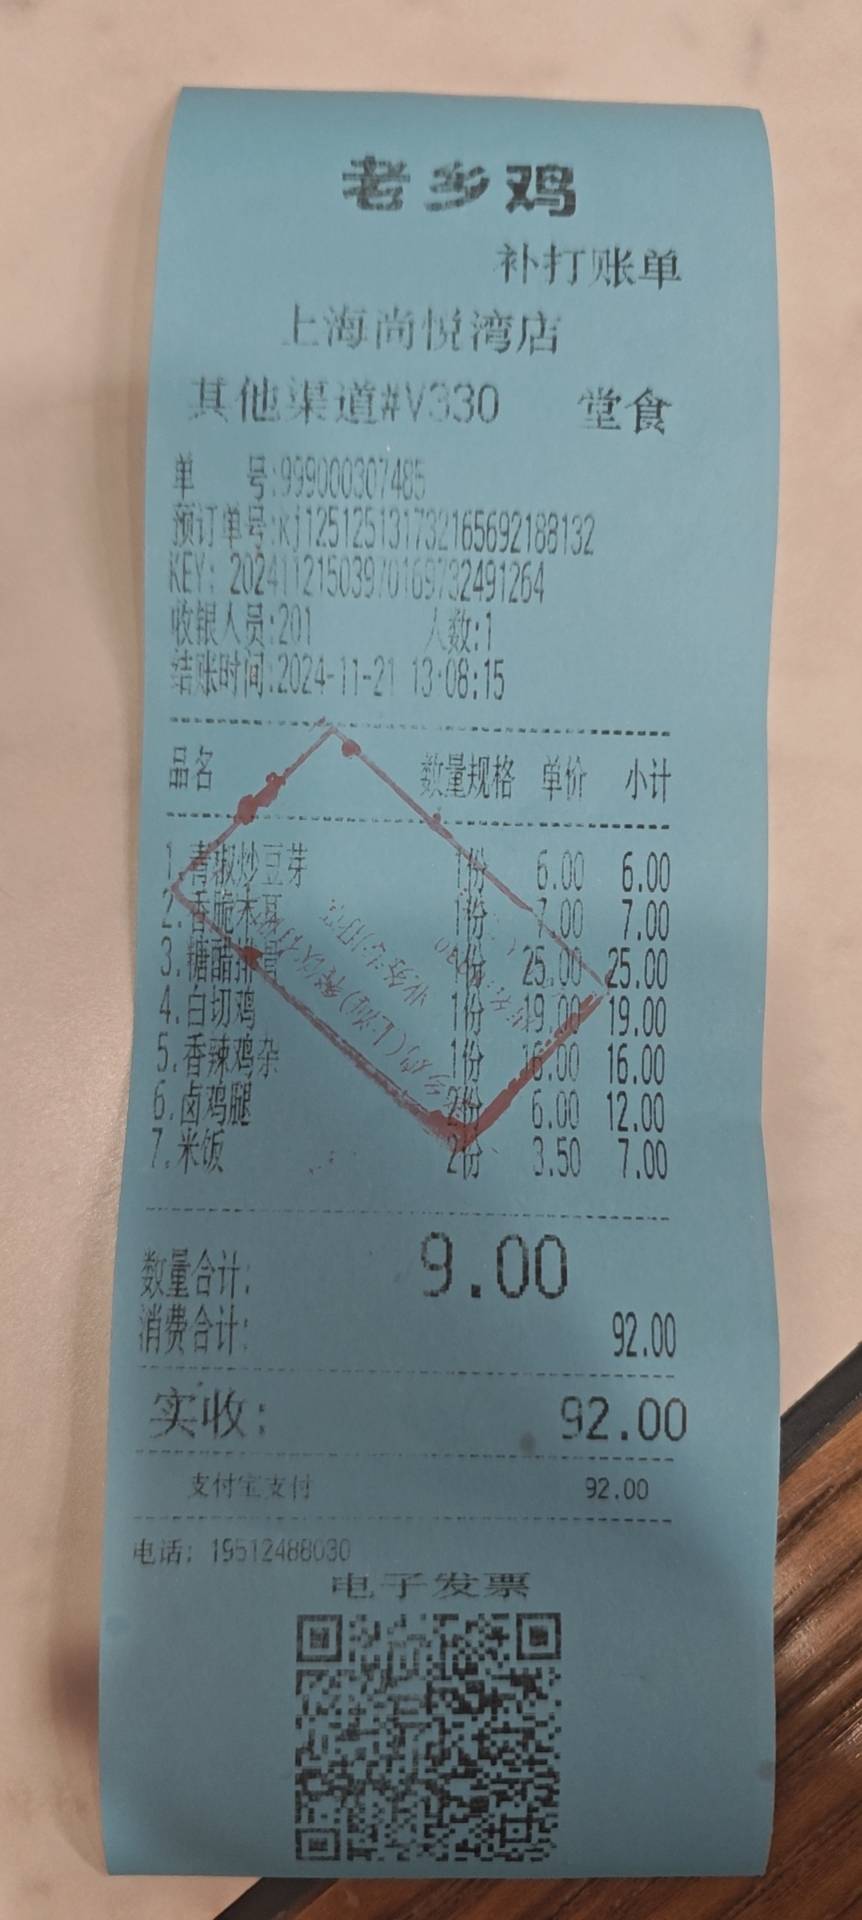 老乡鸡
补打账单
上海尚悦湾店
其他渠道#V330 堂食
单 号:999000307485
预订单号:kj1251251317321656921​88132
KEY: 20241121503970169732491264
收银人员:201 人数:1
结账时间:2024-11-21 13:08:15
品名 数量规格 单价 小计
1.青椒炒豆芽 1份 6.00 6.00
2.香脆木耳 1份 7.00 7.00
3.糖醋排骨 1份 25.00 25.00
4.白切鸡 1份 19.00 19.00
5.香辣鸡杂 1份 16.00 16.00
6.卤鸡腿 2份 6.00 12.00
7.米饭 2份 3.50 7.00
数量合计: 9.00
消费合计: 92.00
实收: 92.00
支付宝支付 92.00
电话: 19512488030
电子发票